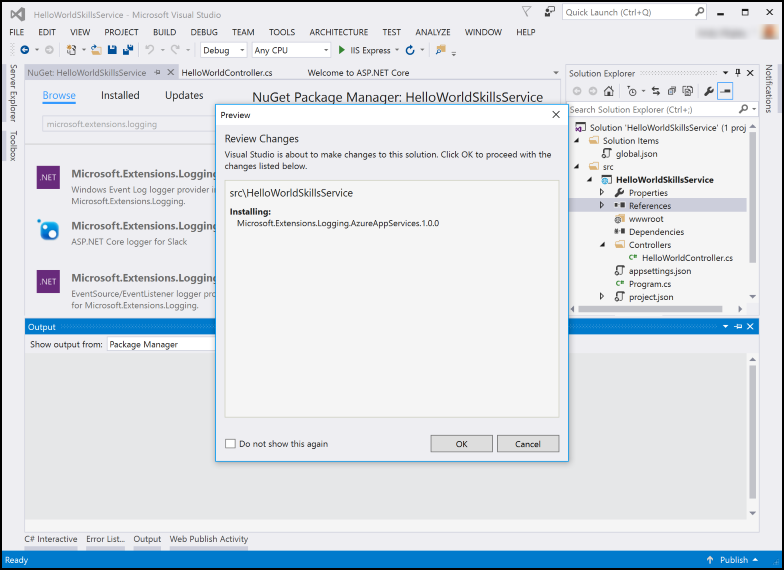 HelloWorldSkillsService - Microsoft Visual Studio
Quick Launch (Ctrl+Q)
FILE EDIT VIEW PROJECT BUILD DEBUG TEAM TOOLS ARCHITECTURE TEST ANALYZE WINDOW HELP
Debug Any CPU IIS Express
Server Explorer
Toolbox
NuGet: HelloWorldSkillsService HelloWorldController.cs Welcome to ASP.NET Core
Browse Installed Updates NuGet Package Manager: HelloWorldSkillsService
microsoft.extensions.logging
.NET
Microsoft.Extensions.Logging
Windows Event Log logger provider in
Microsoft.Extensions.Logging.
Microsoft.Extensions.Logging
ASP.NET Core logger for Slack
.NET
Microsoft.Extensions.Logging
EventSource/EventListener logger pro
for Microsoft.Extensions.Logging.
Preview
Review Changes
Visual Studio is about to make changes to this solution. Click OK to proceed with the
changes listed below.
src\HelloWorldSkillsService
Installing:
Microsoft.Extensions.Logging.AzureAppServices.1.0.0
Do not show this again
OK Cancel
Solution Explorer
Search Solution Explorer (Ctrl+;)
Solution 'HelloWorldSkillsService' (1 proj
Solution Items
global.json
src
HelloWorldSkillsService
Properties
References
wwwroot
Dependencies
Controllers
C# HelloWorldController.cs
appsettings.json
C# Program.cs
project.json
Notifications
Output
Show output from: Package Manager
C# Interactive Error List... Output Web Publish Activity
Ready
Publish